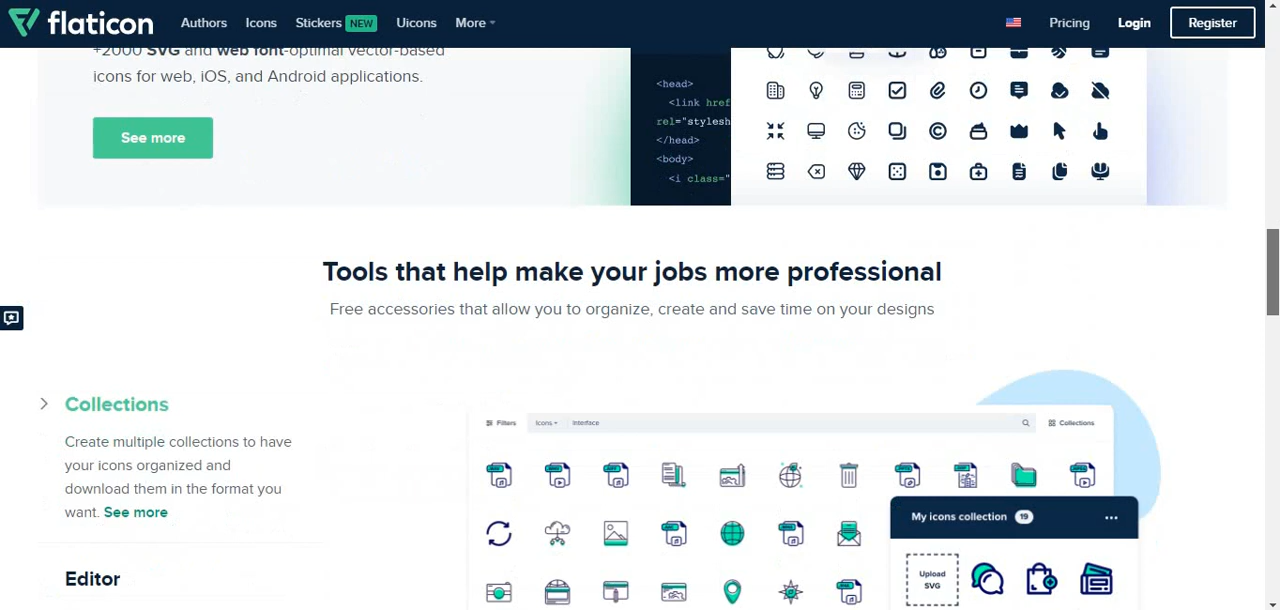 flaticon
Authors Icons Stickers NEW Uicons More Pricing Login Register
+2000 SVG and web font-optimal vector-based
icons for web, iOS, and Android applications.
See more
<head>
<link href
rel="stylesh
</head>
<body>
<i class="
Tools that help make your jobs more professional
Free accessories that allow you to organize, create and save time on your designs
Collections
Create multiple collections to have
your icons organized and
download them in the format you
want. See more
Editor
Filters Icons Interface Collections
My icons collection 19
Upload
SVG